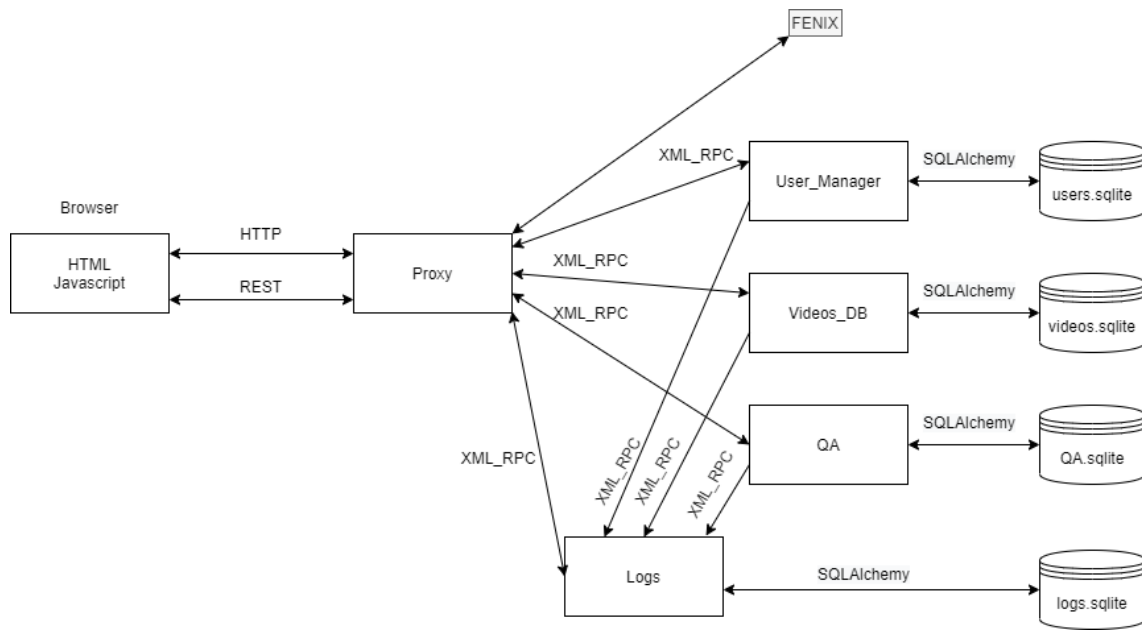 FENIX
XML_RPC
SQLAlchemy
User_Manager
users.sqlite
Browser
HTTP
HTML
Javascript
Proxy
REST
XML_RPC
SQLAlchemy
Videos_DB
videos.sqlite
XML_RPC
SQLAlchemy
QA
QA.sqlite
XML_RPC
XML_RPC
XML_RPC
XML_RPC
Logs
SQLAlchemy
logs.sqlite